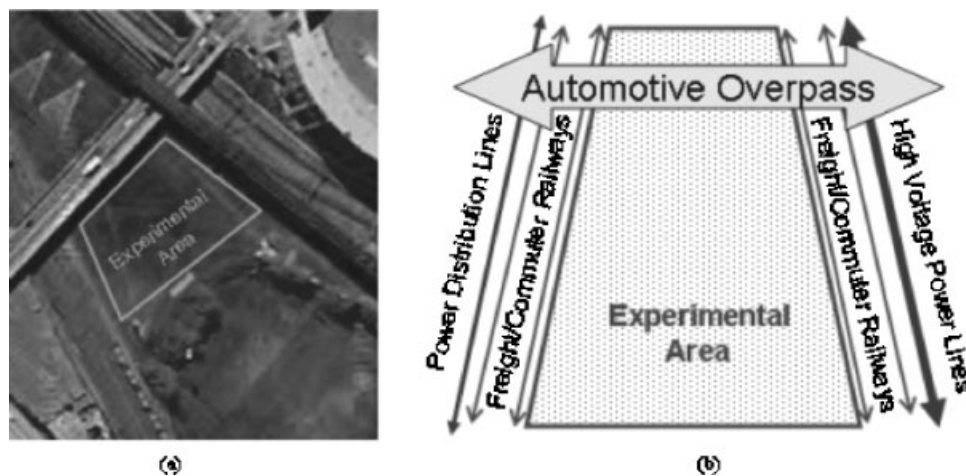 Experimental
Area
(a)
Automotive Overpass
Power Distribution Lines
Freight/Commuter Railways
Freight/Commuter Railways
High Voltage Power Lines
Experimental
Area
(b)